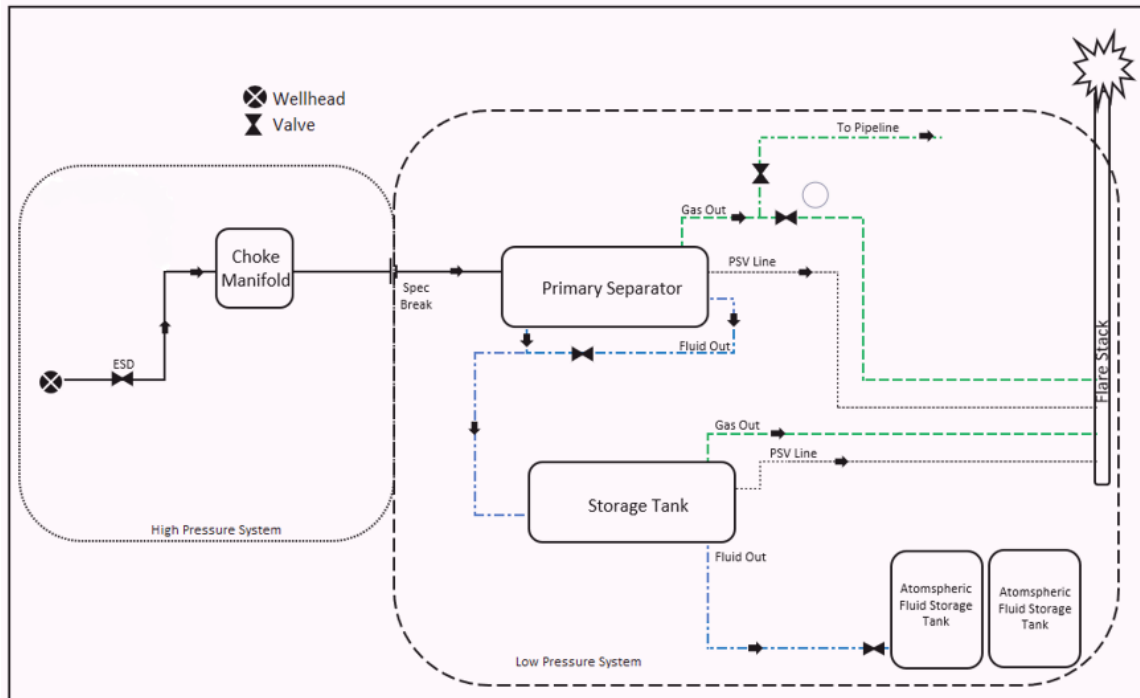 Wellhead
Valve
To Pipeline
Gas Out
Choke
Manifold
PSV Line
Primary Separator
Spec
Break
Fluid Out
ESD
Flare Stack
Gas Out
PSV Line
Storage Tank
High Pressure System
Fluid Out
Atomspheric
Fluid Storage
Tank
Atomspheric
Fluid Storage
Tank
Low Pressure System